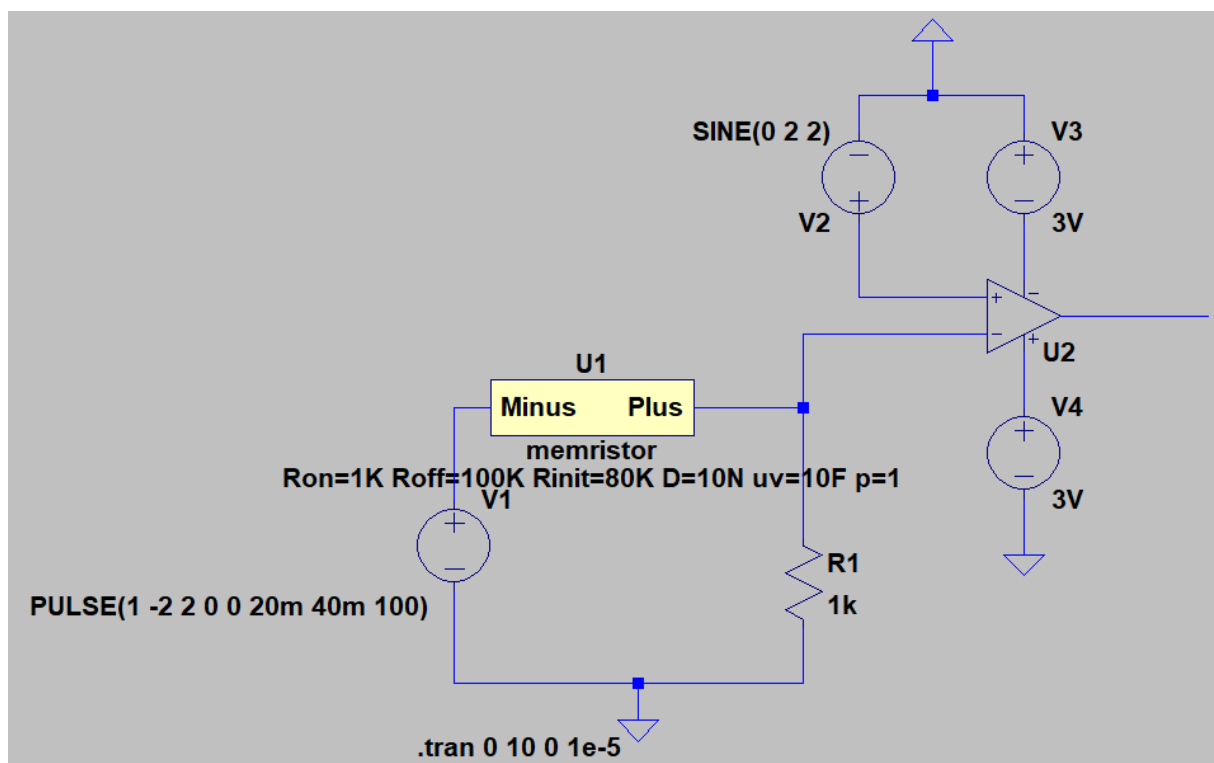 SINE(0 2 2)
V3
−
+
+
V2
−
3V
+
−
−
+
U2
U1
Minus Plus
memristor
Ron=1K Roff=100K Rinit=80K D=10N uv=10F p=1
V4
+
−
3V
V1
+
−
R1
1k
PULSE(1 -2 2 0 0 20m 40m 100)
.tran 0 10 0 1e-5